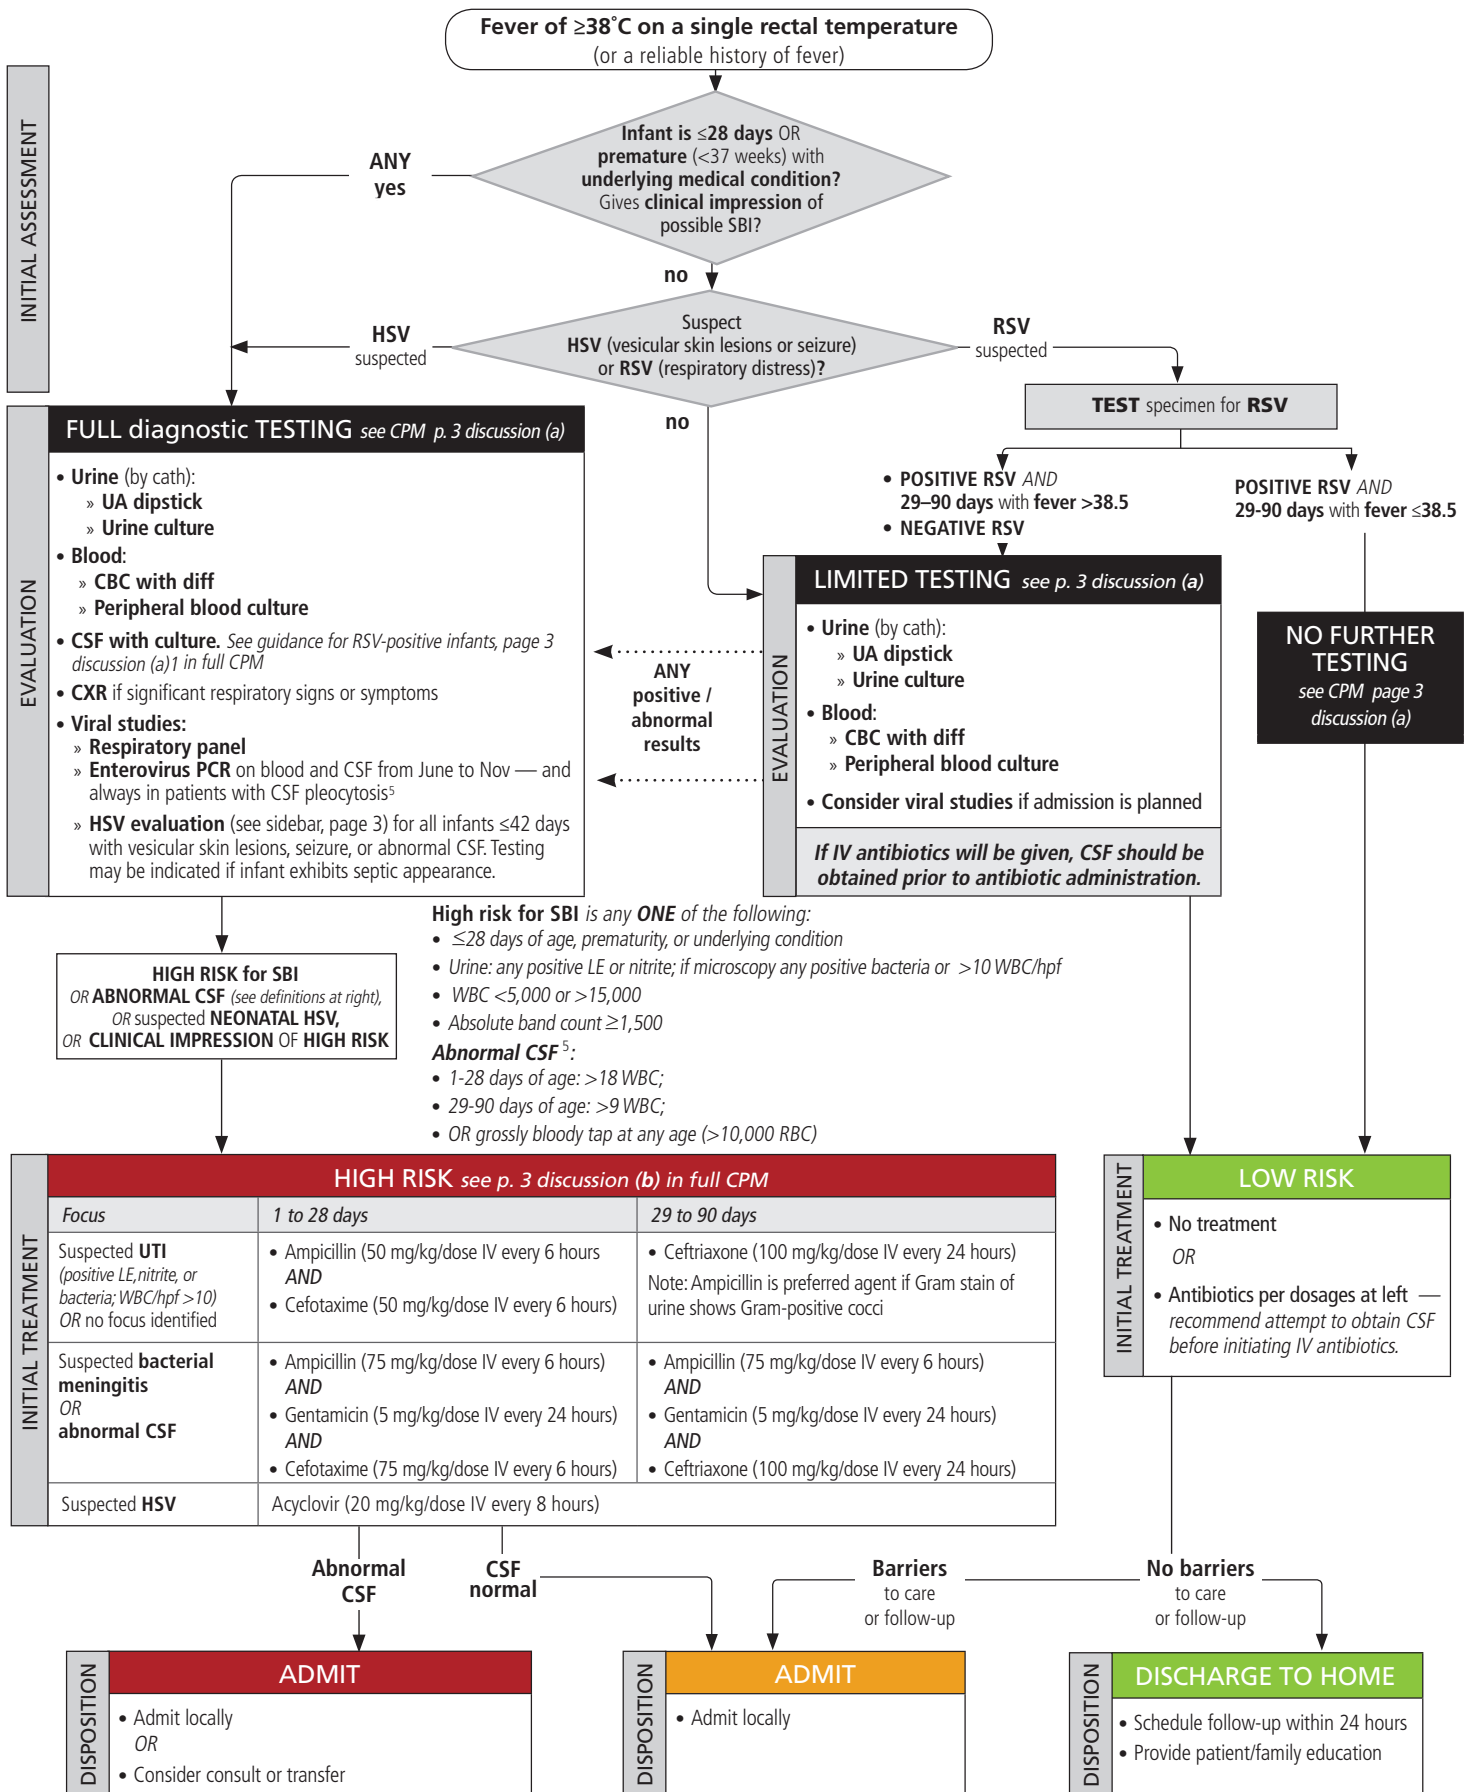 Fever of ≥38˚C on a single rectal temperature
(or a reliable history of fever)
INITIAL ASSESSMENT
Infant is ≤28 days OR
premature (<37 weeks) with
underlying medical condition?
Gives clinical impression of
possible SBI?
ANY
yes
no
Suspect
HSV (vesicular skin lesions or seizure)
or RSV (respiratory distress)?
HSV
suspected
RSV
suspected
no
TEST specimen for RSV
• POSITIVE RSV AND
29–90 days with fever >38.5
• NEGATIVE RSV
POSITIVE RSV AND
29-90 days with fever ≤38.5
EVALUATION
FULL diagnostic TESTING see CPM p. 3 discussion (a)
• Urine (by cath):
» UA dipstick
» Urine culture
• Blood:
» CBC with diff
» Peripheral blood culture
• CSF with culture. See guidance for RSV-positive infants, page 3
discussion (a)1 in full CPM
• CXR if significant respiratory signs or symptoms
• Viral studies:
» Respiratory panel
» Enterovirus PCR on blood and CSF from June to Nov — and
always in patients with CSF pleocytosis5
» HSV evaluation (see sidebar, page 3) for all infants ≤42 days
with vesicular skin lesions, seizure, or abnormal CSF. Testing
may be indicated if infant exhibits septic appearance.
ANY
positive /
abnormal
results
EVALUATION
LIMITED TESTING see p. 3 discussion (a)
• Urine (by cath):
» UA dipstick
» Urine culture
• Blood:
» CBC with diff
» Peripheral blood culture
• Consider viral studies if admission is planned
If IV antibiotics will be given, CSF should be
obtained prior to antibiotic administration.
NO FURTHER
TESTING
see CPM page 3
discussion (a)
HIGH RISK for SBI
OR ABNORMAL CSF (see definitions at right),
OR suspected NEONATAL HSV,
OR CLINICAL IMPRESSION OF HIGH RISK
High risk for SBI is any ONE of the following:
• ≤28 days of age, prematurity, or underlying condition
• Urine: any positive LE or nitrite; if microscopy any positive bacteria or >10 WBC/hpf
• WBC <5,000 or >15,000
• Absolute band count ≥1,500
Abnormal CSF 5:
• 1-28 days of age: >18 WBC;
• 29-90 days of age: >9 WBC;
• OR grossly bloody tap at any age (>10,000 RBC)
INITIAL TREATMENT
HIGH RISK see p. 3 discussion (b) in full CPM
Focus
1 to 28 days
29 to 90 days
Suspected UTI
(positive LE,nitrite, or
bacteria; WBC/hpf >10)
OR no focus identified
• Ampicillin (50 mg/kg/dose IV every 6 hours
AND
• Cefotaxime (50 mg/kg/dose IV every 6 hours)
• Ceftriaxone (100 mg/kg/dose IV every 24 hours)
Note: Ampicillin is preferred agent if Gram stain of
urine shows Gram-positive cocci
Suspected bacterial
meningitis
OR
abnormal CSF
• Ampicillin (75 mg/kg/dose IV every 6 hours)
AND
• Gentamicin (5 mg/kg/dose IV every 24 hours)
AND
• Cefotaxime (75 mg/kg/dose IV every 6 hours)
• Ampicillin (75 mg/kg/dose IV every 6 hours)
AND
• Gentamicin (5 mg/kg/dose IV every 24 hours)
AND
• Ceftriaxone (100 mg/kg/dose IV every 24 hours)
Suspected HSV
Acyclovir (20 mg/kg/dose IV every 8 hours)
INITIAL TREATMENT
LOW RISK
• No treatment
OR
• Antibiotics per dosages at left —
recommend attempt to obtain CSF
before initiating IV antibiotics.
Abnormal
CSF
CSF
normal
Barriers
to care
or follow-up
No barriers
to care
or follow-up
DISPOSITION
ADMIT
• Admit locally
OR
• Consider consult or transfer
DISPOSITION
ADMIT
• Admit locally
DISPOSITION
DISCHARGE TO HOME
• Schedule follow-up within 24 hours
• Provide patient/family education